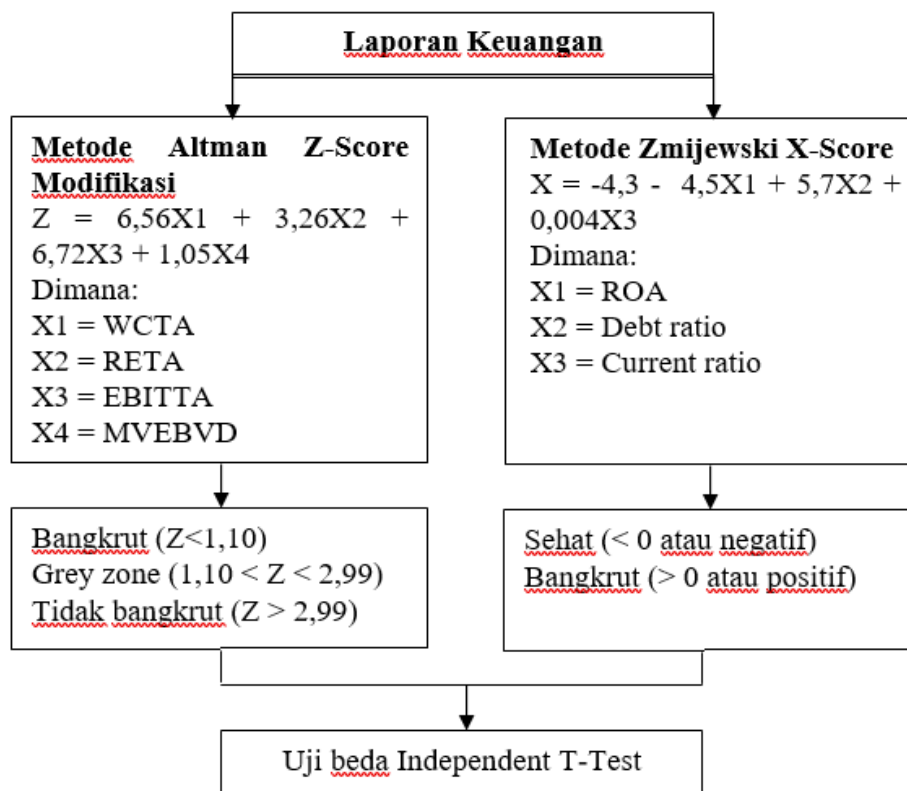 Laporan Keuangan
Metode Altman Z-Score
Modifikasi
Z = 6,56X1 + 3,26X2 +
6,72X3 + 1,05X4
Dimana:
X1 = WCTA
X2 = RETA
X3 = EBITTA
X4 = MVEBVD
Metode Zmijewski X-Score
X = -4,3 - 4,5X1 + 5,7X2 +
0,004X3
Dimana:
X1 = ROA
X2 = Debt ratio
X3 = Current ratio
Bangkrut (Z<1,10)
Grey zone (1,10 < Z < 2,99)
Tidak bangkrut (Z > 2,99)
Sehat (< 0 atau negatif)
Bangkrut (> 0 atau positif)
Uji beda Independent T-Test